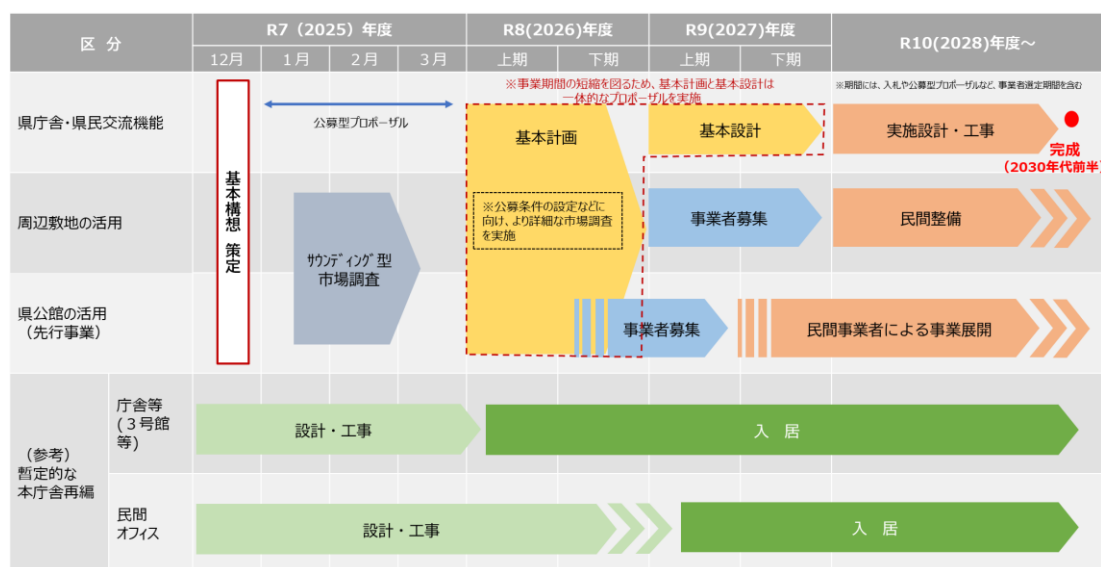 区 分
R7（2025）年度
R8(2026)年度
R9(2027)年度
R10(2028)年度～
12月
1月
2月
3月
上期
下期
上期
下期
県庁舎・県民交流機能
周辺敷地の活用
県公館の活用
（先行事業）
基本構想 策定
公募型プロポーザル
サウンディング型
市場調査
※事業期間の短縮を図るため、基本計画と基本設計は
一体的なプロポーザルを実施
基本計画
※公募条件の設定などに
向け、より詳細な市場調査
を実施
基本設計
※期間には、入札や公募型プロポーザルなど、事業者選定期間を含む
実施設計・工事
完成
（2030年代前半）
事業者募集
民間整備
事業者募集
民間事業者による事業展開
（参考）
暫定的な
本庁舎再編
庁舎等
(３号館
等)
設計・工事
入 居
民間
オフィス
設計・工事
入 居